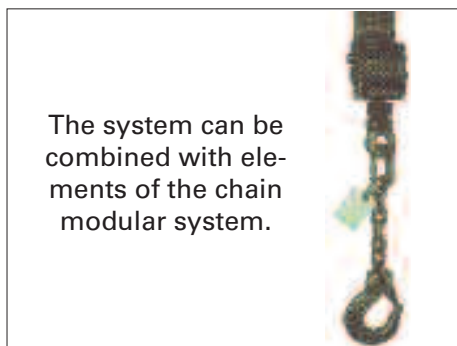 The system can be
combined with ele-
ments of the chain
modular system.